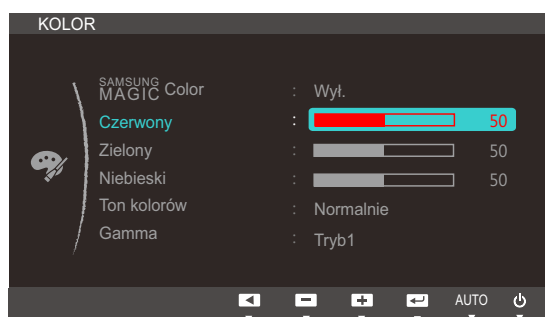 KOLOR
SAMSUNG MAGIC Color : Wył.
Czerwony : 50
Zielony : 50
Niebieski : 50
Ton kolorów : Normalnie
Gamma : Tryb1
AUTO